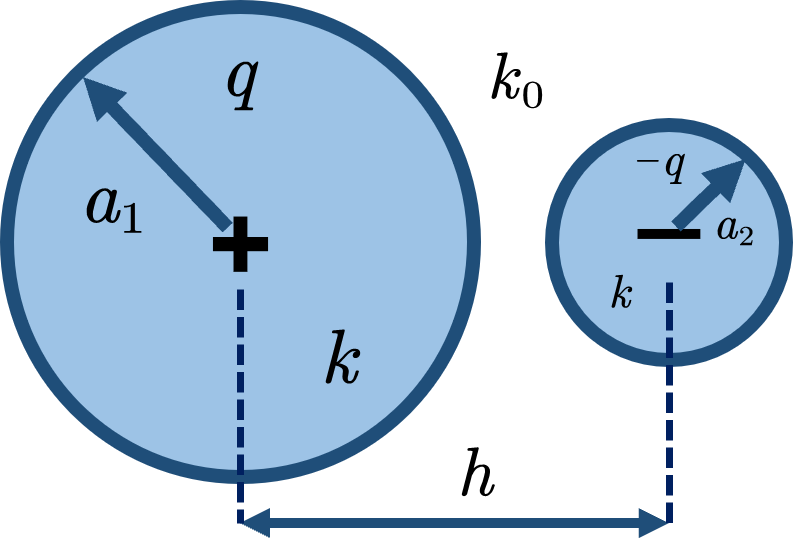 q
k₀
a₁
+
k
−q
a₂
−
k
h